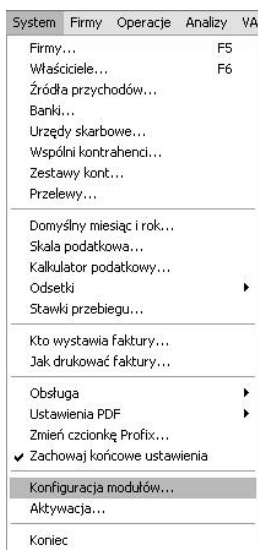 System Firmy Operacje Analizy VA
Firmy... F5
Właściciele... F6
Źródła przychodów...
Banki...
Urzędy skarbowe...
Wspólni kontrahenci...
Zestawy kont...
Przelewy...
Domyślny miesiąc i rok...
Skala podatkowa...
Kalkulator podatkowy...
Odsetki
Stawki przebiegu...
Kto wystawia faktury...
Jak drukować faktury...
Obsługa
Ustawienia PDF
Zmień czcionkę Profix...
Zachowaj końcowe ustawienia
Konfiguracja modułów...
Aktywacja...
Koniec